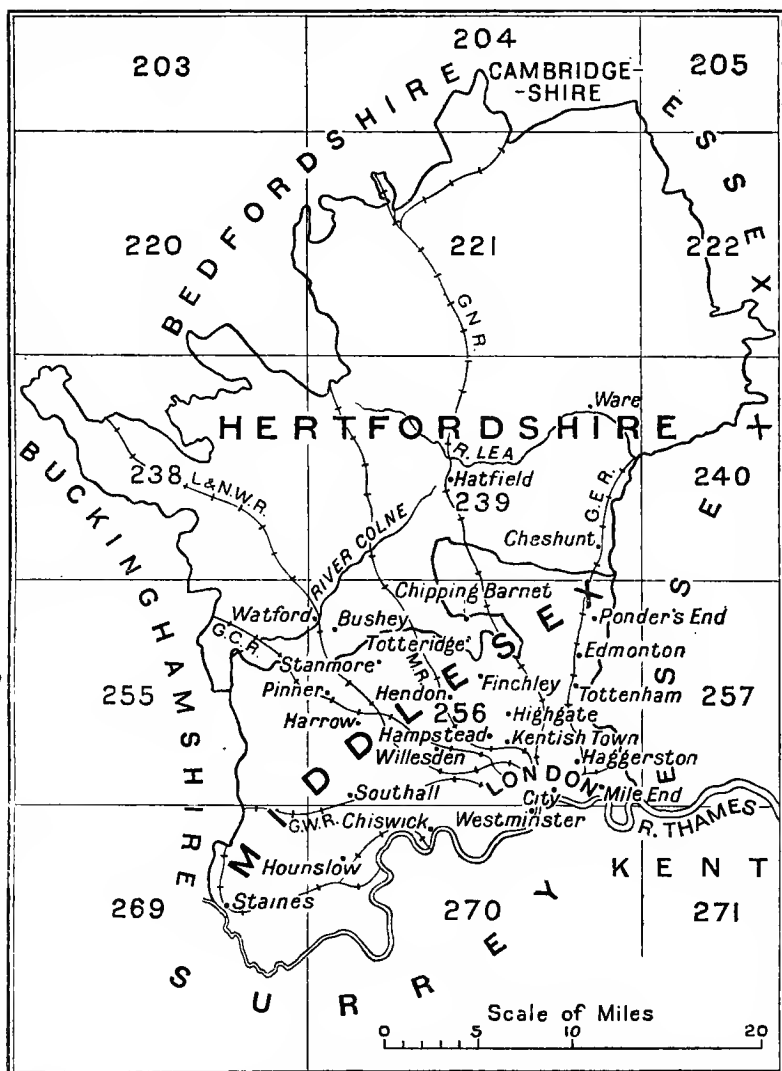 203
204
205
CAMBRIDGE-
-SHIRE
BEDFORDSHIRE
ESSEX
220
221
222
G.N.R.
Ware
HERTFORDSHIRE
R. LEA
BUCKINGHAMSHIRE
238
L&N.W.R.
Hatfield
239
240
G.E.R.
ESSEX
RIVER COLNE
Cheshunt
Chipping Barnet
Watford
Bushey
Ponder's End
G.C.R.
Totteridge
Edmonton
Stanmore
M.R.
MIDDLESEX
255
Pinner
Hendon
Finchley
Tottenham
257
Harrow
256
Highgate
Hampstead
Kentish Town
Willesden
Haggerston
LONDON
Southall
City
Mile End
G.W.R.
Chiswick
Westminster
R. THAMES
Hounslow
KENT
Staines
269
270
271
SURREY
Scale of Miles
0 5 10 20